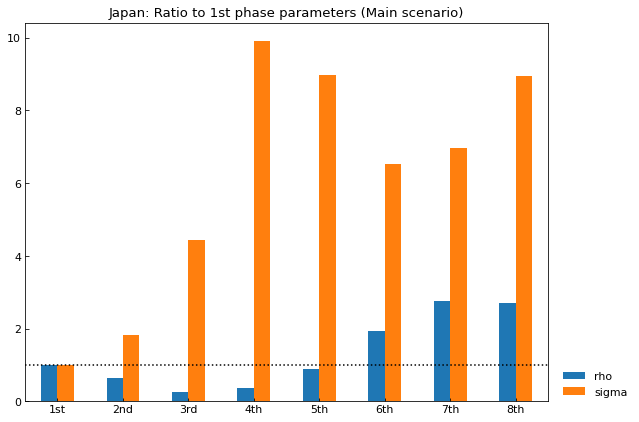 Japan: Ratio to 1st phase parameters (Main scenario)
10
8
6
4
2
0
1st 2nd 3rd 4th 5th 6th 7th 8th
rho
sigma